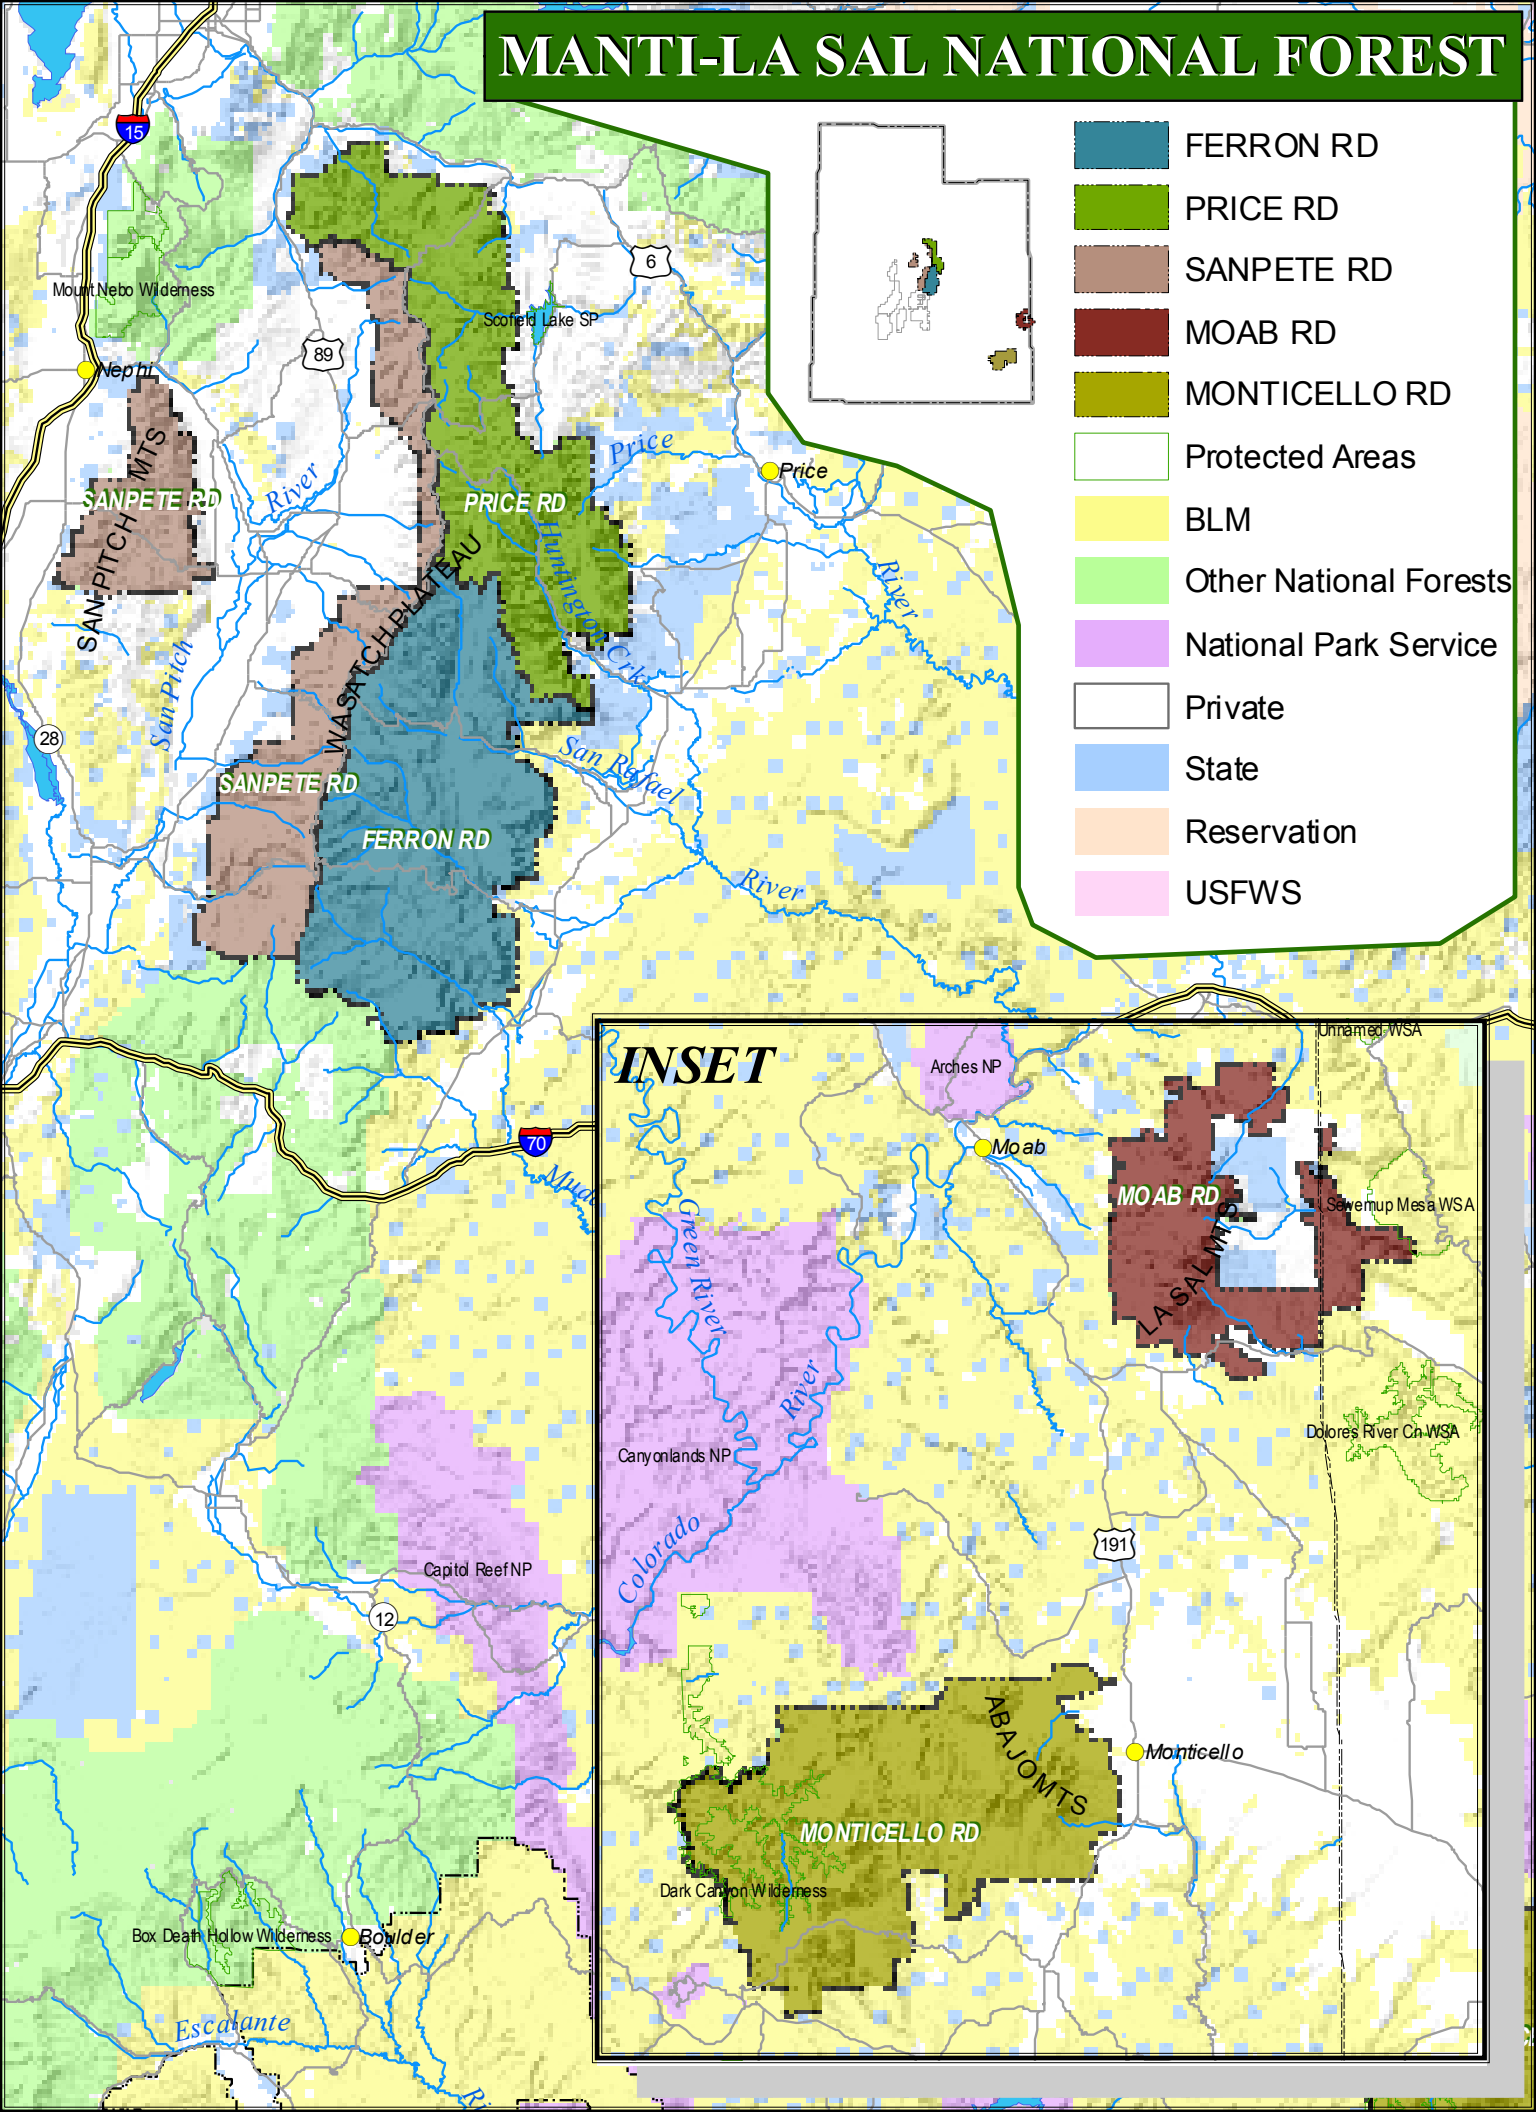 MANTI-LA SAL NATIONAL FOREST
FERRON RD
PRICE RD
SANPETE RD
MOAB RD
MONTICELLO RD
Protected Areas
BLM
Other National Forests
National Park Service
Private
State
Reservation
USFWS
15
6
Mount Nebo Wilderness
Scofield Lake SP
89
Nephi
SAN PITCH MTS
SANPETE RD
River
Price
Price
PRICE RD
Huntington Crk
WASATCH PLATEAU
River
San Pitch
28
San Rafael
SANPETE RD
FERRON RD
River
INSET
Unnamed WSA
Arches NP
70
Moab
MOAB RD
Sewemup Mesa WSA
LA SAL MTS
Green River
River
Canyonlands NP
Dolores River Cn WSA
Colorado
191
Capitol Reef NP
12
ABAJO MTS
Monticello
MONTICELLO RD
Dark Canyon Wilderness
Box Death Hollow Wilderness
Boulder
Escalante